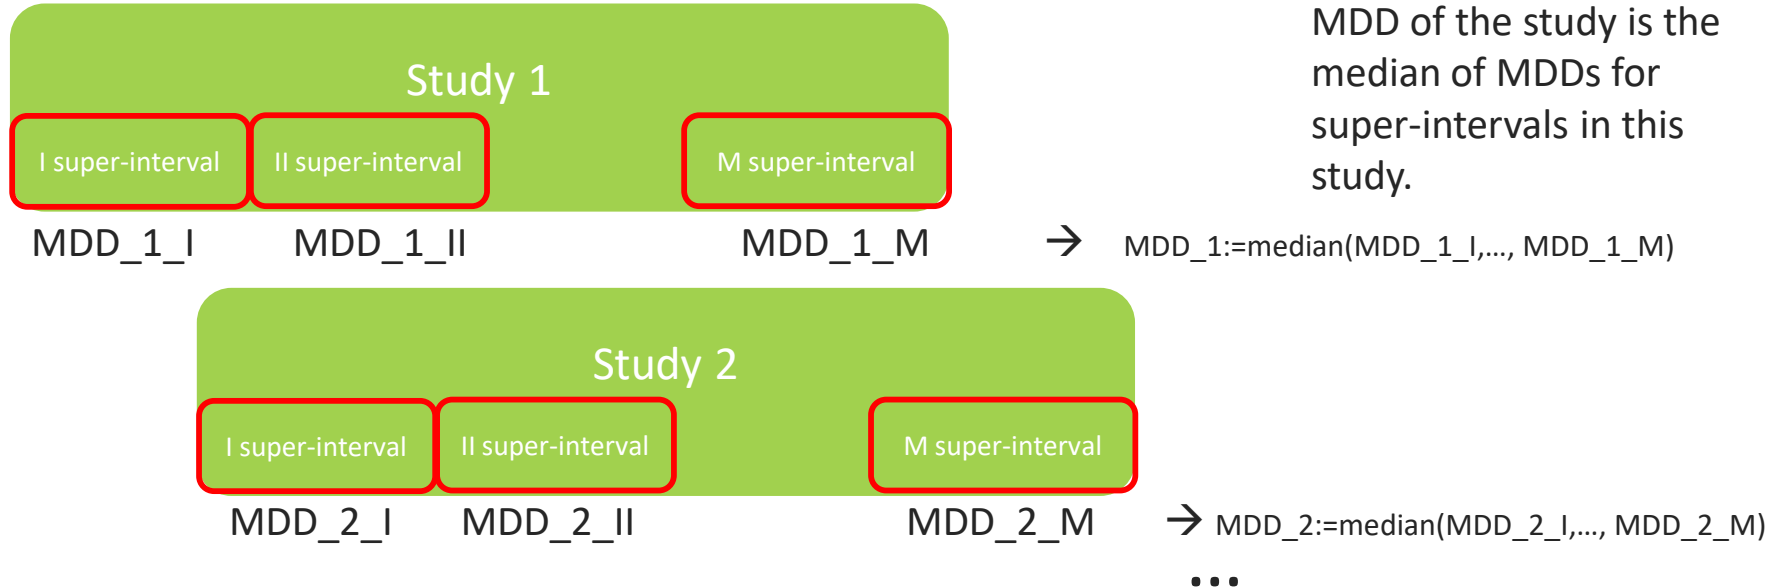 Study 1
MDD of the study is the
median of MDDs for
super-intervals in this
study.
I super-interval II super-interval M super-interval
MDD_1_I MDD_1_II MDD_1_M → MDD_1:=median(MDD_1_I,…, MDD_1_M)
Study 2
I super-interval II super-interval M super-interval
MDD_2_I MDD_2_II MDD_2_M → MDD_2:=median(MDD_2_I,…, MDD_2_M)
…